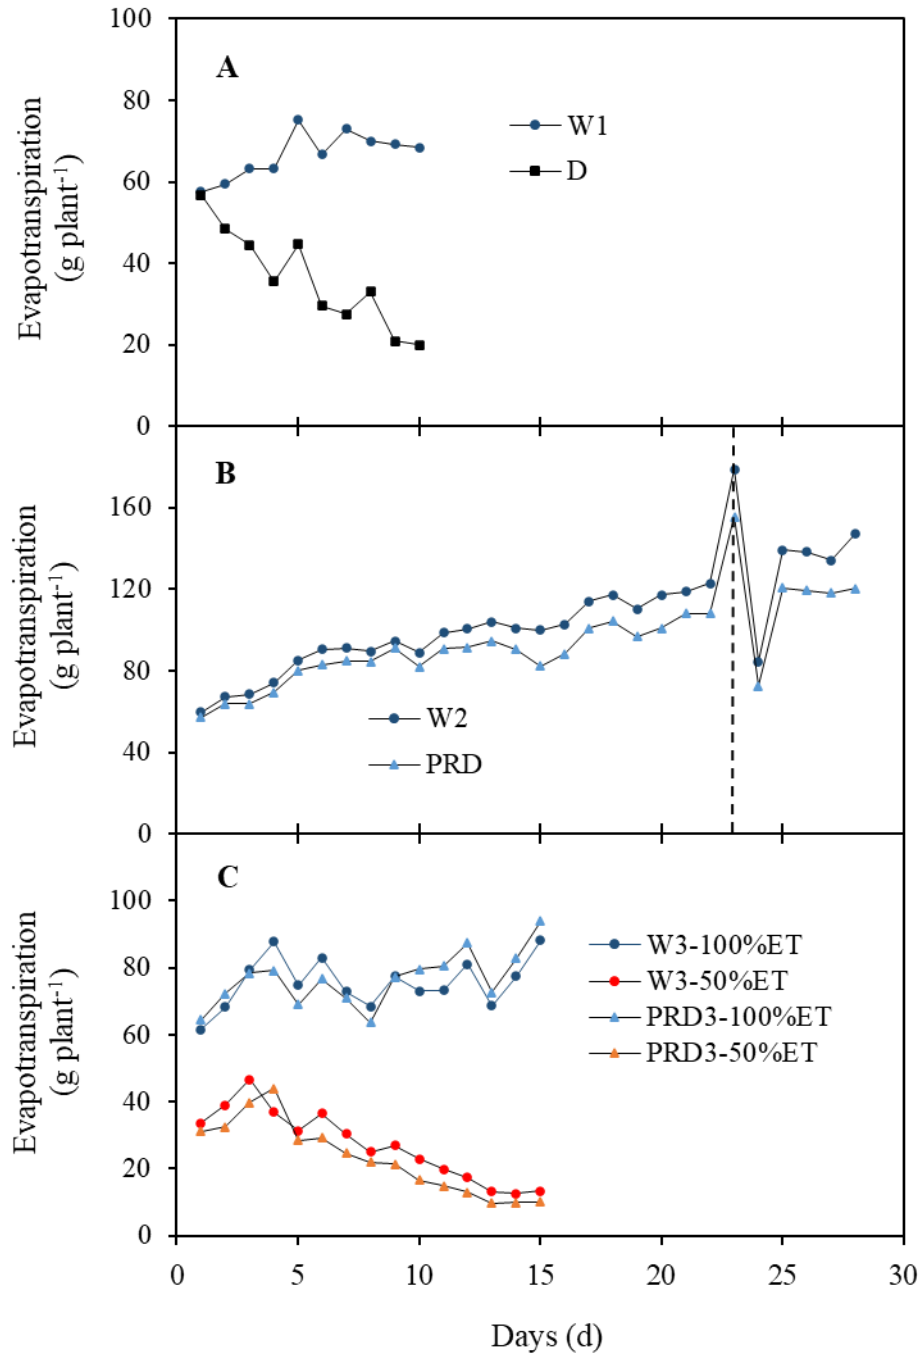 100
80
60
40
20
0
Evapotranspiration
(g plant⁻¹)
A
W1
D
160
120
80
40
0
Evapotranspiration
(g plant⁻¹)
B
W2
PRD
100
80
60
40
20
0
Evapotranspiration
(g plant⁻¹)
C
W3-100%ET
W3-50%ET
PRD3-100%ET
PRD3-50%ET
0 5 10 15 20 25 30
Days (d)